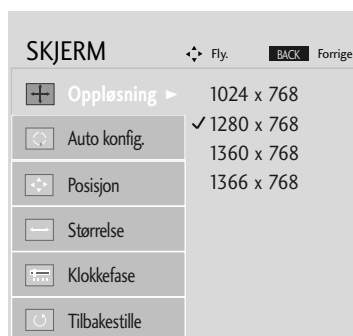 SKJERM
Fly. BACK Forrige
Oppløsning
1024 x 768
1280 x 768
1360 x 768
1366 x 768
Auto konfig.
Posisjon
Størrelse
Klokkefase
Tilbakestille